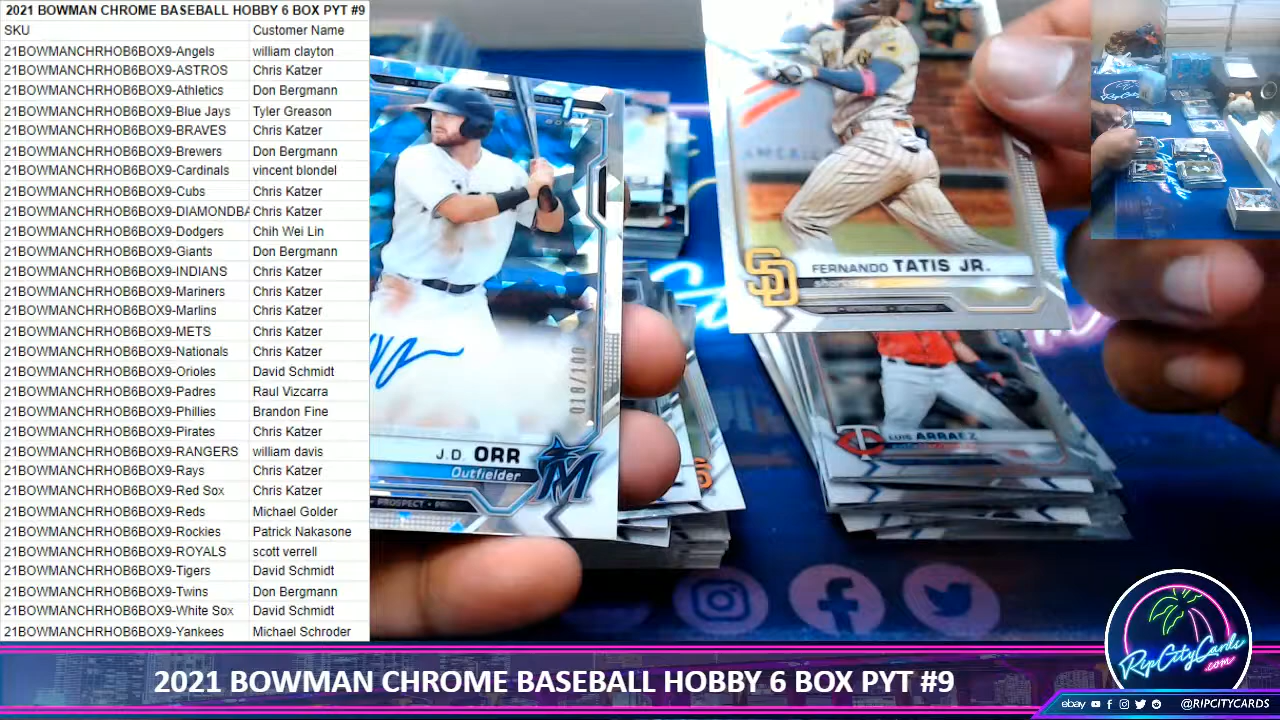 2021 BOWMAN CHROME BASEBALL HOBBY 6 BOX PYT #9
SKU Customer Name
21BOWMANCHRHOB6BOX9-Angels william clayton
21BOWMANCHRHOB6BOX9-ASTROS Chris Katzer
21BOWMANCHRHOB6BOX9-Athletics Don Bergmann
21BOWMANCHRHOB6BOX9-Blue Jays Tyler Greason
21BOWMANCHRHOB6BOX9-BRAVES Chris Katzer
21BOWMANCHRHOB6BOX9-Brewers Don Bergmann
21BOWMANCHRHOB6BOX9-Cardinals vincent blondel
21BOWMANCHRHOB6BOX9-Cubs Chris Katzer
21BOWMANCHRHOB6BOX9-DIAMONDBA Chris Katzer
21BOWMANCHRHOB6BOX9-Dodgers Chih Wei Lin
21BOWMANCHRHOB6BOX9-Giants Don Bergmann
21BOWMANCHRHOB6BOX9-INDIANS Chris Katzer
21BOWMANCHRHOB6BOX9-Mariners Chris Katzer
21BOWMANCHRHOB6BOX9-Marlins Chris Katzer
21BOWMANCHRHOB6BOX9-METS Chris Katzer
21BOWMANCHRHOB6BOX9-Nationals Chris Katzer
21BOWMANCHRHOB6BOX9-Orioles David Schmidt
21BOWMANCHRHOB6BOX9-Padres Raul Vizcarra
21BOWMANCHRHOB6BOX9-Phillies Brandon Fine
21BOWMANCHRHOB6BOX9-Pirates Chris Katzer
21BOWMANCHRHOB6BOX9-RANGERS william davis
21BOWMANCHRHOB6BOX9-Rays Chris Katzer
21BOWMANCHRHOB6BOX9-Red Sox Chris Katzer
21BOWMANCHRHOB6BOX9-Reds Michael Golder
21BOWMANCHRHOB6BOX9-Rockies Patrick Nakasone
21BOWMANCHRHOB6BOX9-ROYALS scott verrell
21BOWMANCHRHOB6BOX9-Tigers David Schmidt
21BOWMANCHRHOB6BOX9-Twins Don Bergmann
21BOWMANCHRHOB6BOX9-White Sox David Schmidt
21BOWMANCHRHOB6BOX9-Yankees Michael Schroder
1st
018/100
J.D. ORR
Outfielder
M
PROSPECT
SD
FERNANDO TATIS JR.
LUIS ARRAEZ
RipCityCards
.com
2021 BOWMAN CHROME BASEBALL HOBBY 6 BOX PYT #9
ebay @RIPCITYCARDS